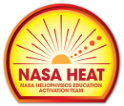 NASA HEAT
NASA HELIOPHYSICS EDUCATION
ACTIVATION TEAM